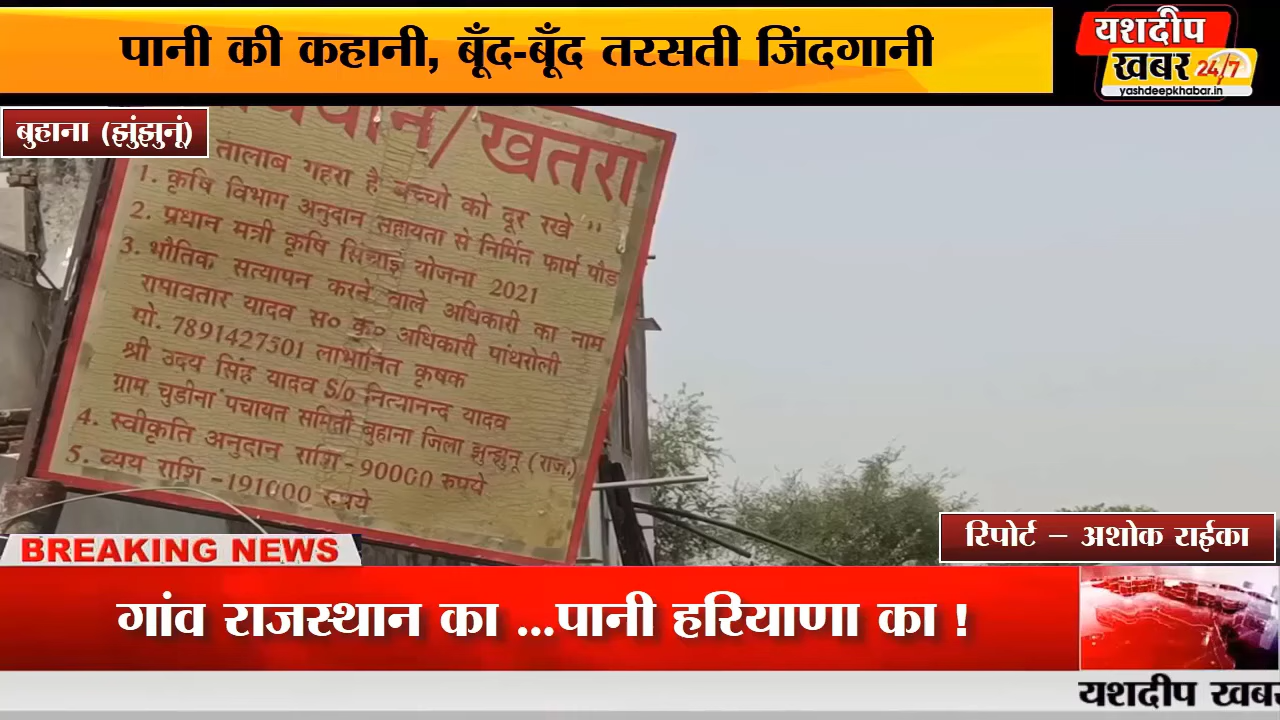 पानी की कहानी, बूँद-बूँद तरसती जिंदगानी
यशदीप
खबर 24/7
yashdeepkhabar.in
बुहाना (झुंझुनूं)
खतरा
तालाब गहरा है बच्चो को दूर रखे "
1. कृषि विभाग अनुदान सहायता से निर्मित फार्म पौड
2. प्रधान मंत्री कृषि सिंचाई योजना 2021
3. भौतिक सत्यापन करने वाले अधिकारी का नाम
रामावतार यादव स० कृ० अधिकारी पांथरोली
मो. 7891427501 लाभानित कृषक
श्री उदय सिंह यादव S/o नित्यानन्द यादव
ग्राम चुडीना पंचायत समिती बुहाना जिला झुन्झुनू (राज.)
4. स्वीकृति अनुदान राशि -90000 रुपये
5. व्यय राशि -191000 रुपये
रिपोर्ट – अशोक राईका
BREAKING NEWS
गांव राजस्थान का ...पानी हरियाणा का !
यशदीप खबर